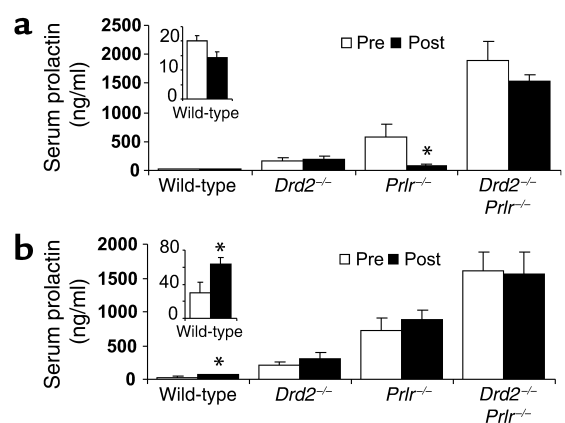 a
Serum prolactin
(ng/ml)
2500
2000
1500
1000
500
0
20
10
0
Wild-type
Pre
Post
*
Wild-type
Drd2⁻/⁻
Prlr⁻/⁻
Drd2⁻/⁻
Prlr⁻/⁻
b
Serum prolactin
(ng/ml)
2000
1500
1000
500
0
80
40
0
*
Wild-type
Pre
Post
*
Wild-type
Drd2⁻/⁻
Prlr⁻/⁻
Drd2⁻/⁻
Prlr⁻/⁻